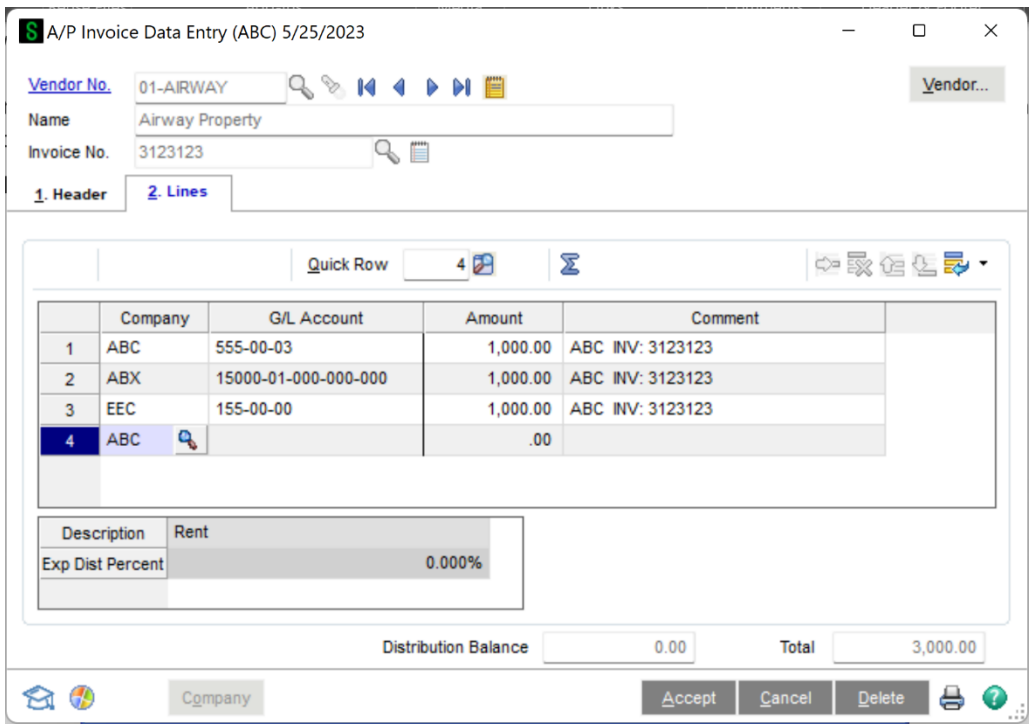 S A/P Invoice Data Entry (ABC) 5/25/2023
Vendor No. 01-AIRWAY Vendor...
Name Airway Property
Invoice No. 3123123
1. Header 2. Lines
Quick Row 4 Σ
Company G/L Account Amount Comment
1 ABC 555-00-03 1,000.00 ABC INV: 3123123
2 ABX 15000-01-000-000-000 1,000.00 ABC INV: 3123123
3 EEC 155-00-00 1,000.00 ABC INV: 3123123
4 ABC .00
Description Rent
Exp Dist Percent 0.000%
Distribution Balance 0.00 Total 3,000.00
Company Accept Cancel Delete ?